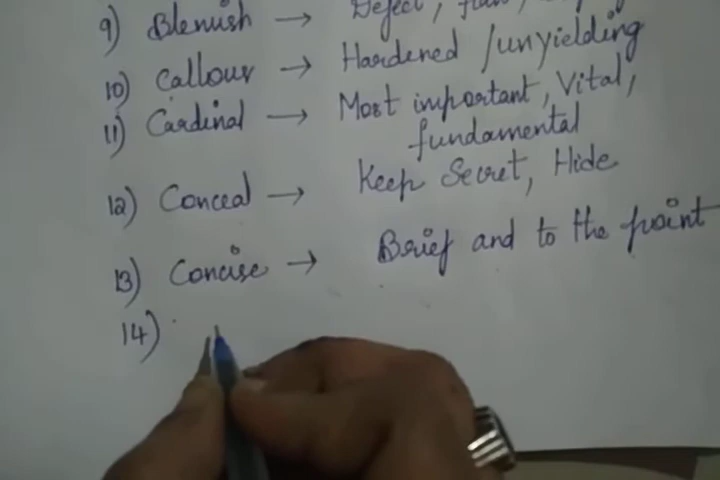 9) Blemish → Defect,
10) Callour → Hardened / unyielding
11) Cardinal → Most important, Vital,
fundamental
12) Conceal → Keep Secret, Hide
13) Concise → Brief and to the point
14)